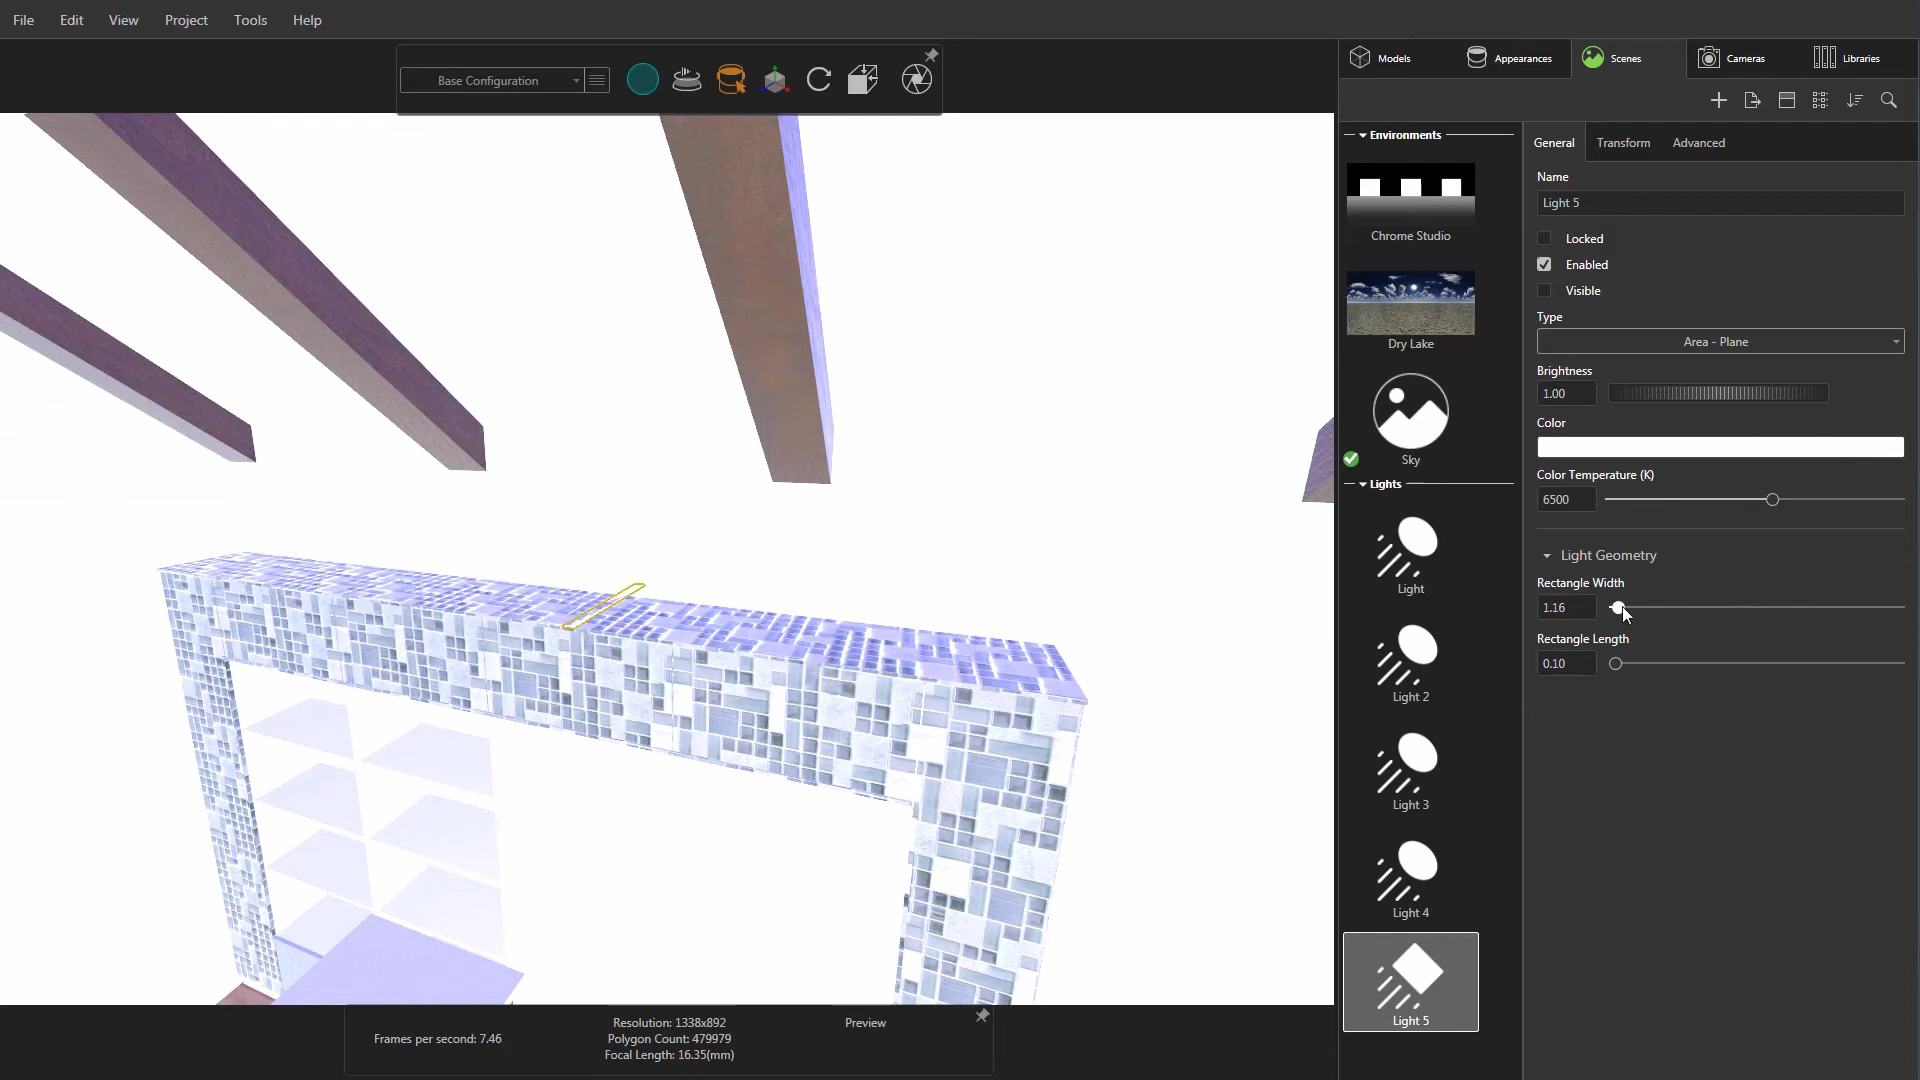 File Edit View Project Tools Help
Base Configuration
Models Appearances Scenes Cameras Libraries
Environments
Chrome Studio
Dry Lake
Sky
Lights
Light
Light 2
Light 3
Light 4
Light 5
General Transform Advanced
Name
Light 5
Locked
Enabled
Visible
Type
Area - Plane
Brightness
1.00
Color
Color Temperature (K)
6500
Light Geometry
Rectangle Width
1.16
Rectangle Length
0.10
Frames per second: 7.46
Resolution: 1338x892
Polygon Count: 479979
Focal Length: 16.35(mm)
Preview